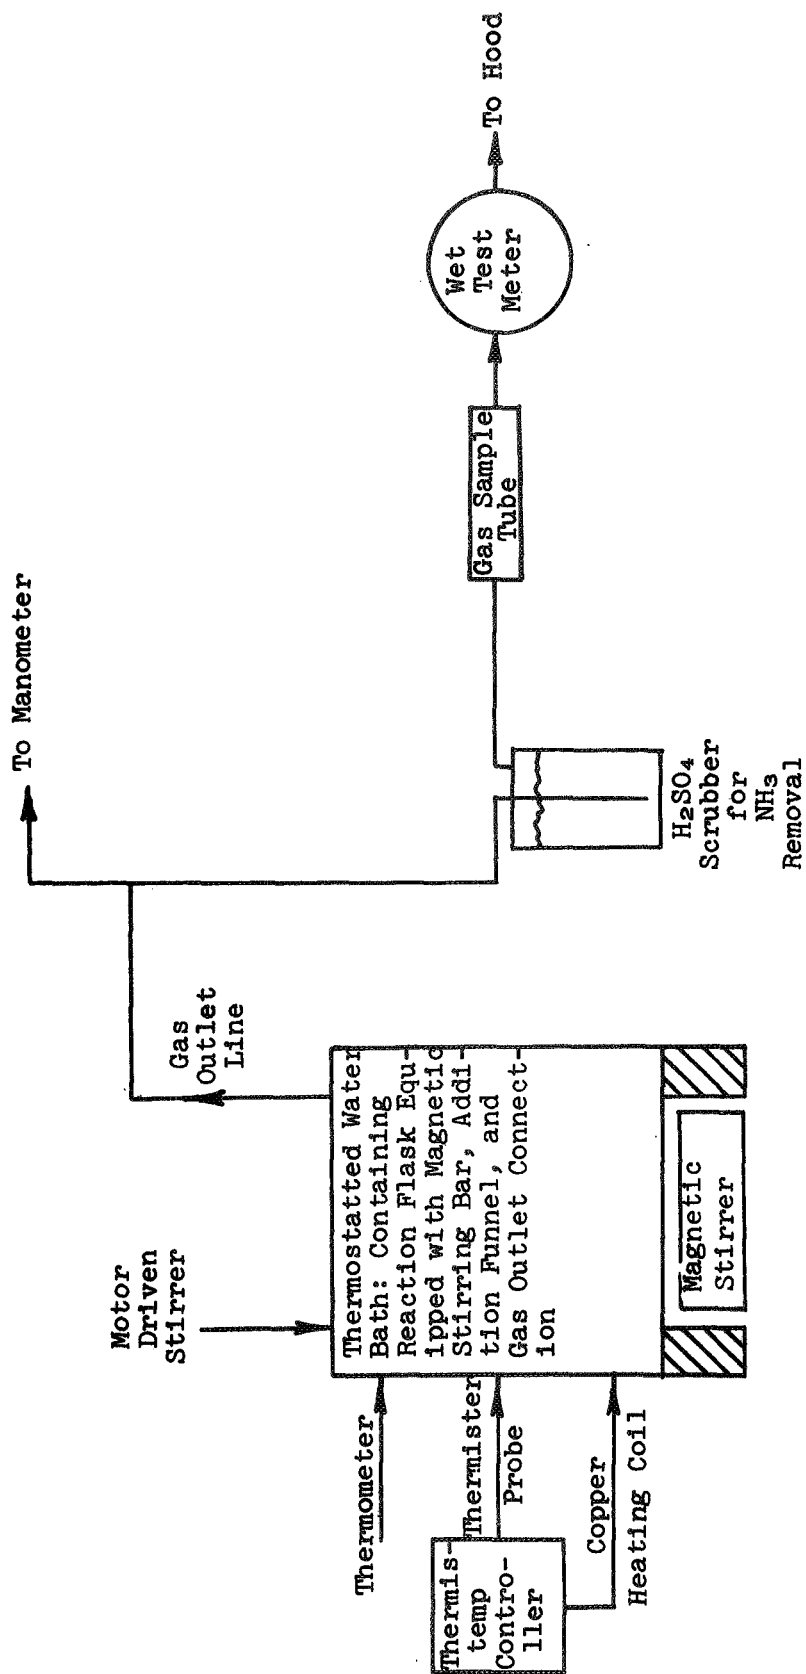 To Manometer
To Hood
Wet
Test
Meter
Gas Sample
Tube
H₂SO₄
Scrubber
for
NH₃
Removal
Gas
Outlet
Line
Motor
Driven
Stirrer
Thermostatted Water
Bath: Containing
Reaction Flask Equ-
ipped with Magnetic
Stirring Bar, Addi-
tion Funnel, and
Gas Outlet Connect-
ion
Magnetic
Stirrer
Thermometer
Thermister
Probe
Copper
Heating Coil
Thermis-
temp
Contro-
ller